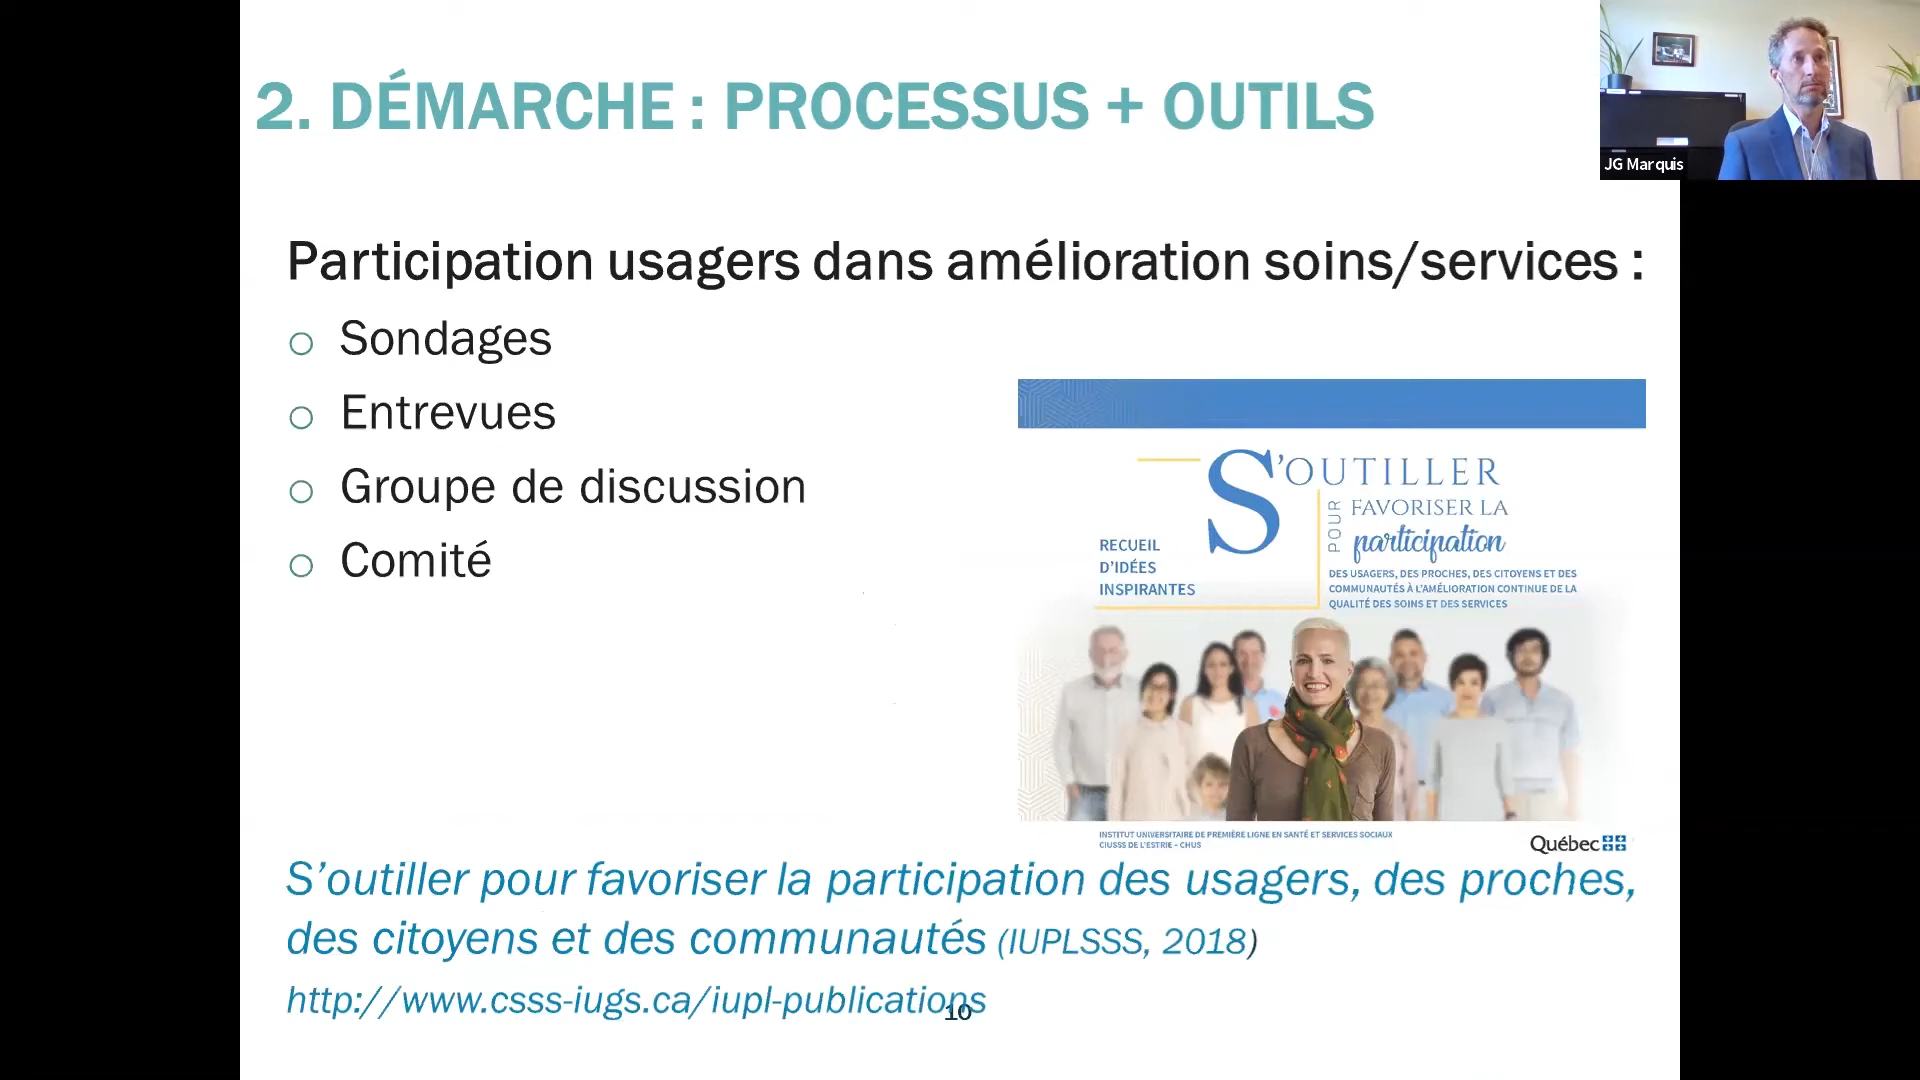 2. DÉMARCHE : PROCESSUS + OUTILS
JG Marquis
Participation usagers dans amélioration soins/services :
o Sondages
o Entrevues
o Groupe de discussion
o Comité
S'OUTILLER
POUR
FAVORISER LA
participation
RECUEIL
D'IDÉES
INSPIRANTES
DES USAGERS, DES PROCHES, DES CITOYENS ET DES
COMMUNAUTÉS À L'AMÉLIORATION CONTINUE DE LA
QUALITÉ DES SOINS ET DES SERVICES
INSTITUT UNIVERSITAIRE DE PREMIÈRE LIGNE EN SANTÉ ET SERVICES SOCIAUX
CIUSSS DE L'ESTRIE - CHUS
Québec
S'outiller pour favoriser la participation des usagers, des proches,
des citoyens et des communautés (IUPLSSS, 2018)
http://www.csss-iugs.ca/iupl-publications
10